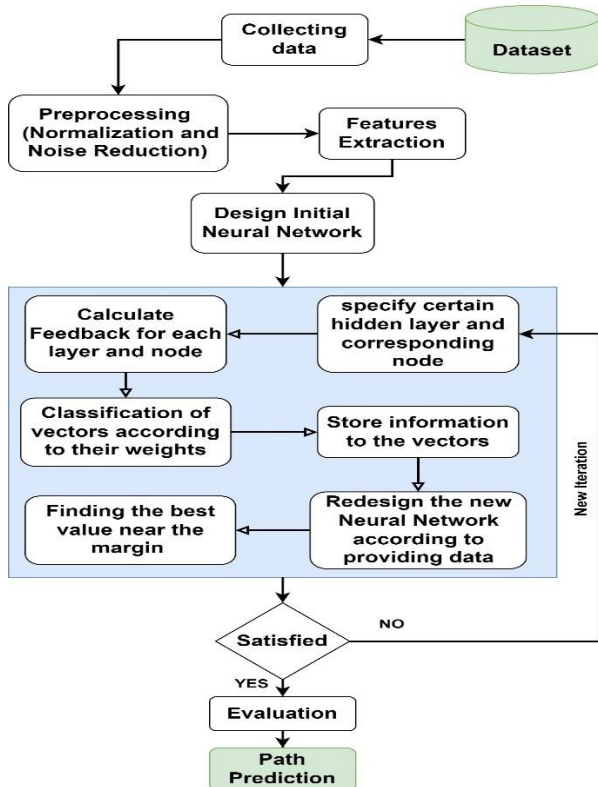 Dataset
Collecting
data
Preprocessing
(Normalization and
Noise Reduction)
Features
Extraction
Design Initial
Neural Network
specify certain
hidden layer and
corresponding
node
Calculate
Feedback for each
layer and node
Classification of
vectors according
to their weights
Store information
to the vectors
Redesign the new
Neural Network
according to
providing data
Finding the best
value near the
margin
New Iteration
Satisfied
NO
YES
Evaluation
Path
Prediction